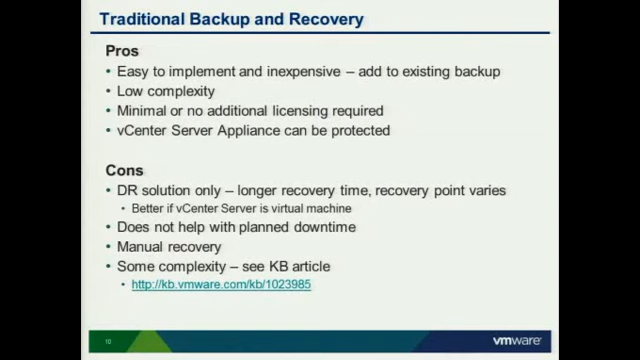 Traditional Backup and Recovery
Pros
• Easy to implement and inexpensive – add to existing backup
• Low complexity
• Minimal or no additional licensing required
• vCenter Server Appliance can be protected
Cons
• DR solution only – longer recovery time, recovery point varies
• Better if vCenter Server is virtual machine
• Does not help with planned downtime
• Manual recovery
• Some complexity – see KB article
• http://kb.vmware.com/kb/1023985
10
vmware